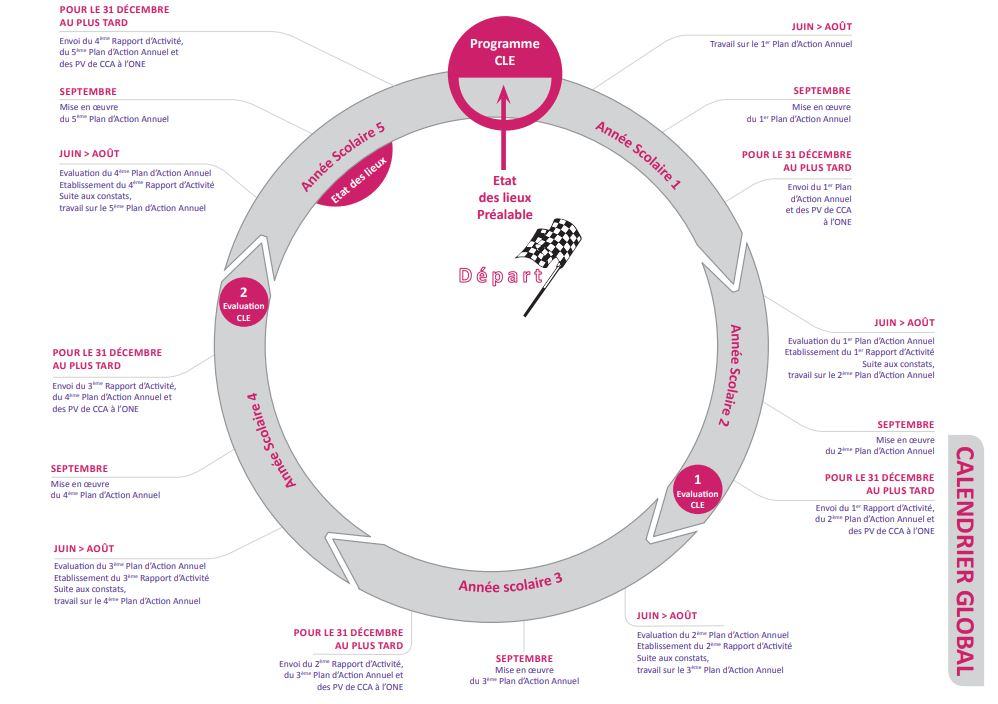 Programme
CLE
Etat
des lieux
Préalable
Départ
Année Scolaire 1
JUIN > AOÛT
Travail sur le 1er Plan d’Action Annuel
SEPTEMBRE
Mise en œuvre
du 1er Plan d’Action Annuel
POUR LE 31 DÉCEMBRE
AU PLUS TARD
Envoi du 1er Plan
d’Action Annuel
et des PV de CCA
à l’ONE
Année Scolaire 2
JUIN > AOÛT
Evaluation du 1er Plan d’Action Annuel
Etablissement du 1er Rapport d’Activité
Suite aux constats,
travail sur le 2ème Plan d’Action Annuel
SEPTEMBRE
Mise en œuvre
du 2ème Plan d’Action Annuel
POUR LE 31 DÉCEMBRE
AU PLUS TARD
Envoi du 1er Rapport d’Activité,
du 2ème Plan d’Action Annuel et
des PV de CCA à l’ONE
1
Evaluation
CLE
Année scolaire 3
JUIN > AOÛT
Evaluation du 2ème Plan d’Action Annuel
Etablissement du 2ème Rapport d’Activité
Suite aux constats,
travail sur le 3ème Plan d’Action Annuel
SEPTEMBRE
Mise en œuvre
du 3ème Plan d’Action Annuel
POUR LE 31 DÉCEMBRE
AU PLUS TARD
Envoi du 2ème Rapport d’Activité,
du 3ème Plan d’Action Annuel et
des PV de CCA à l’ONE
Année Scolaire 4
JUIN > AOÛT
Evaluation du 3ème Plan d’Action Annuel
Etablissement du 3ème Rapport d’Activité
Suite aux constats,
travail sur le 4ème Plan d’Action Annuel
SEPTEMBRE
Mise en œuvre
du 4ème Plan d’Action Annuel
POUR LE 31 DÉCEMBRE
AU PLUS TARD
Envoi du 3ème Rapport d’Activité,
du 4ème Plan d’Action Annuel et
des PV de CCA à l’ONE
2
Evaluation
CLE
Année Scolaire 5
Etat des lieux
JUIN > AOÛT
Evaluation du 4ème Plan d’Action Annuel
Etablissement du 4ème Rapport d’Activité
Suite aux constats,
travail sur le 5ème Plan d’Action Annuel
SEPTEMBRE
Mise en œuvre
du 5ème Plan d’Action Annuel
POUR LE 31 DÉCEMBRE
AU PLUS TARD
Envoi du 4ème Rapport d’Activité,
du 5ème Plan d’Action Annuel et
des PV de CCA à l’ONE
CALENDRIER GLOBAL